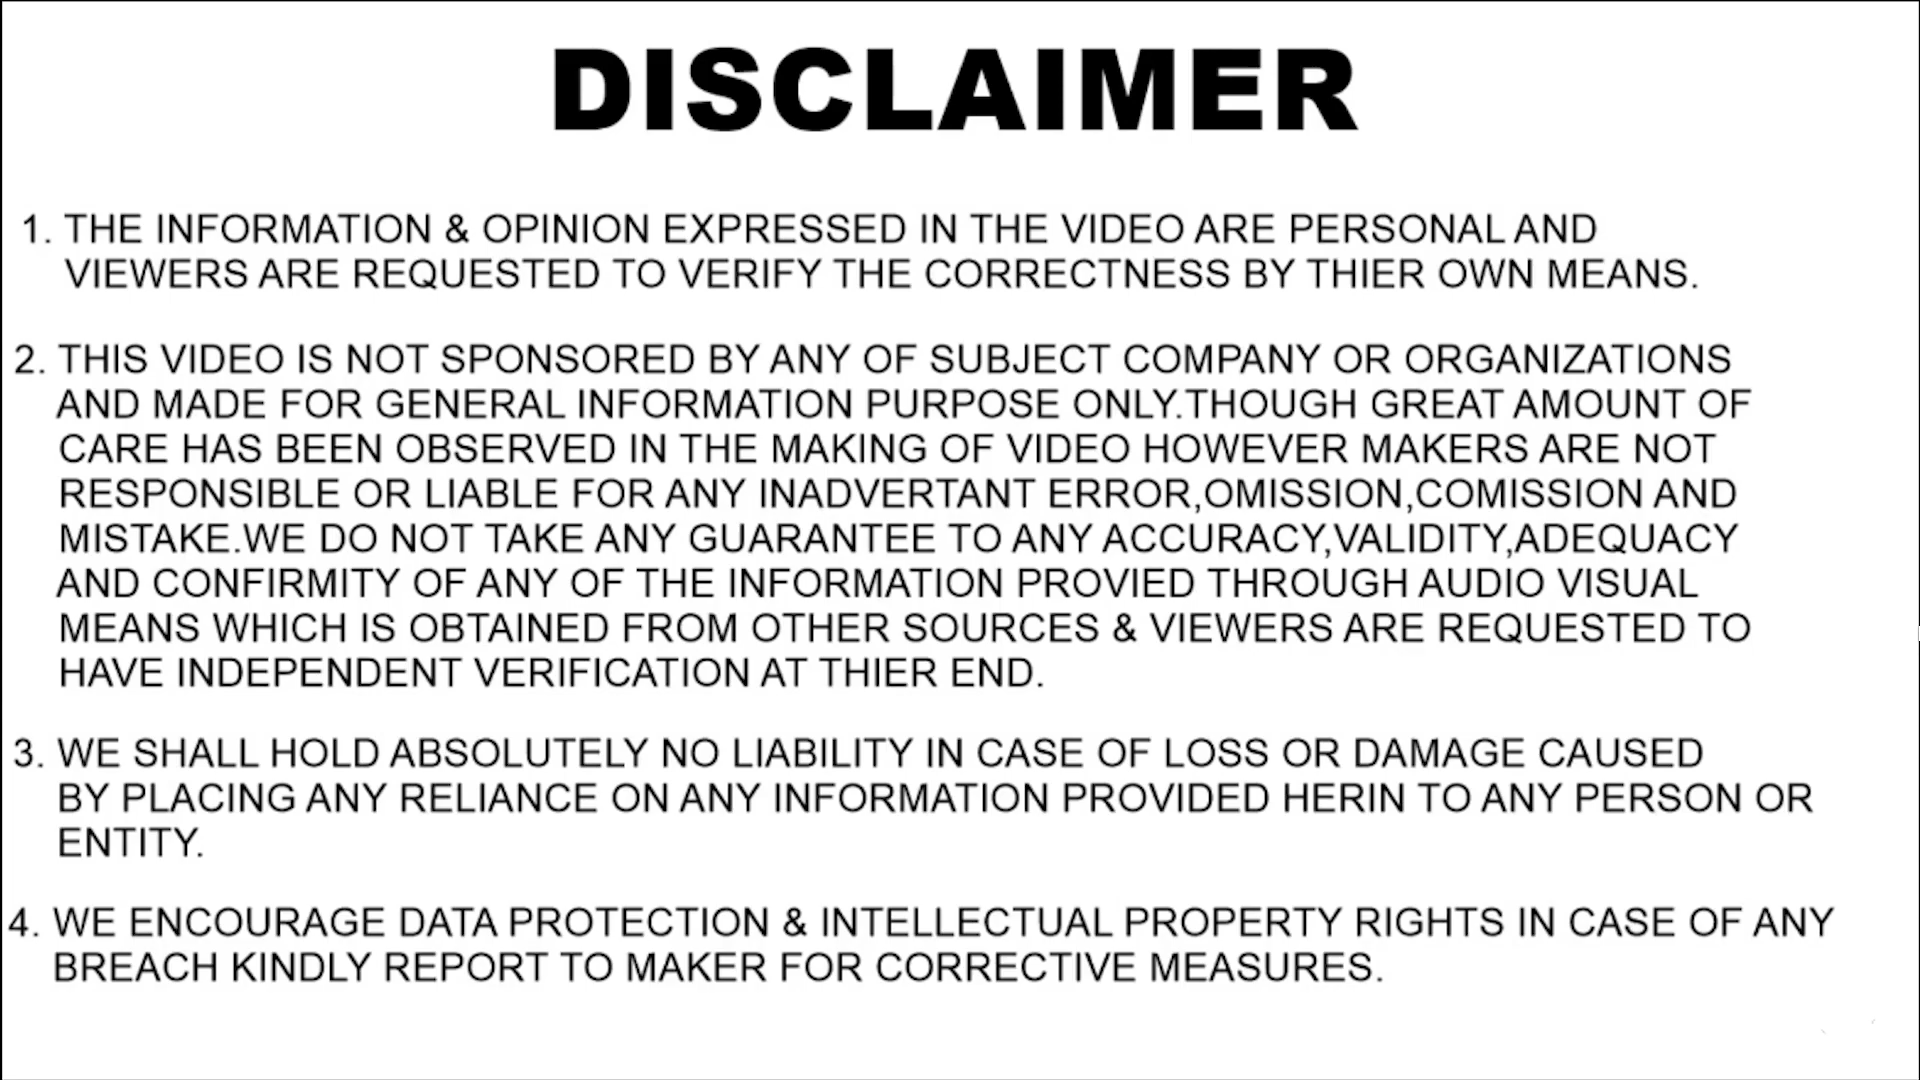 DISCLAIMER
1. THE INFORMATION & OPINION EXPRESSED IN THE VIDEO ARE PERSONAL AND
VIEWERS ARE REQUESTED TO VERIFY THE CORRECTNESS BY THIER OWN MEANS.
2. THIS VIDEO IS NOT SPONSORED BY ANY OF SUBJECT COMPANY OR ORGANIZATIONS
AND MADE FOR GENERAL INFORMATION PURPOSE ONLY.THOUGH GREAT AMOUNT OF
CARE HAS BEEN OBSERVED IN THE MAKING OF VIDEO HOWEVER MAKERS ARE NOT
RESPONSIBLE OR LIABLE FOR ANY INADVERTANT ERROR,OMISSION,COMISSION AND
MISTAKE.WE DO NOT TAKE ANY GUARANTEE TO ANY ACCURACY,VALIDITY,ADEQUACY
AND CONFIRMITY OF ANY OF THE INFORMATION PROVIED THROUGH AUDIO VISUAL
MEANS WHICH IS OBTAINED FROM OTHER SOURCES & VIEWERS ARE REQUESTED TO
HAVE INDEPENDENT VERIFICATION AT THIER END.
3. WE SHALL HOLD ABSOLUTELY NO LIABILITY IN CASE OF LOSS OR DAMAGE CAUSED
BY PLACING ANY RELIANCE ON ANY INFORMATION PROVIDED HERIN TO ANY PERSON OR
ENTITY.
4. WE ENCOURAGE DATA PROTECTION & INTELLECTUAL PROPERTY RIGHTS IN CASE OF ANY
BREACH KINDLY REPORT TO MAKER FOR CORRECTIVE MEASURES.